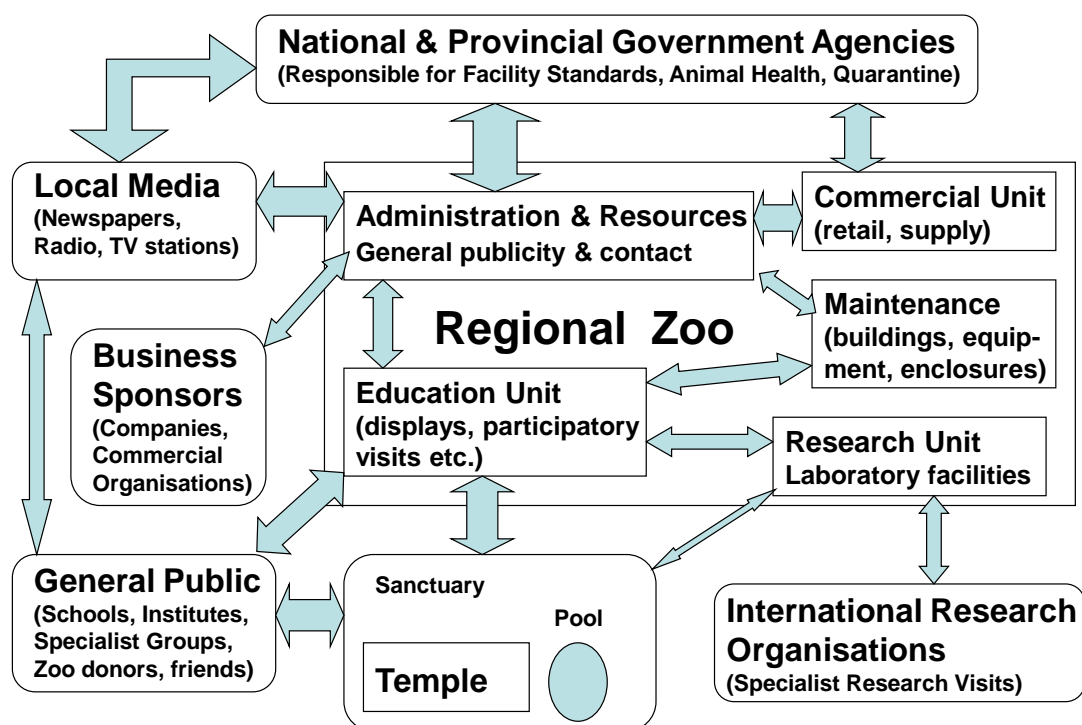 National & Provincial Government Agencies
(Responsible for Facility Standards, Animal Health, Quarantine)
Local Media
(Newspapers,
Radio, TV stations)
Administration & Resources
General publicity & contact
Commercial Unit
(retail, supply)
Maintenance
(buildings, equip-
ment, enclosures)
Regional Zoo
Business
Sponsors
(Companies,
Commercial
Organisations)
Education Unit
(displays, participatory
visits etc.)
Research Unit
Laboratory facilities
General Public
(Schools, Institutes,
Specialist Groups,
Zoo donors, friends)
Sanctuary
Pool
Temple
International Research
Organisations
(Specialist Research Visits)